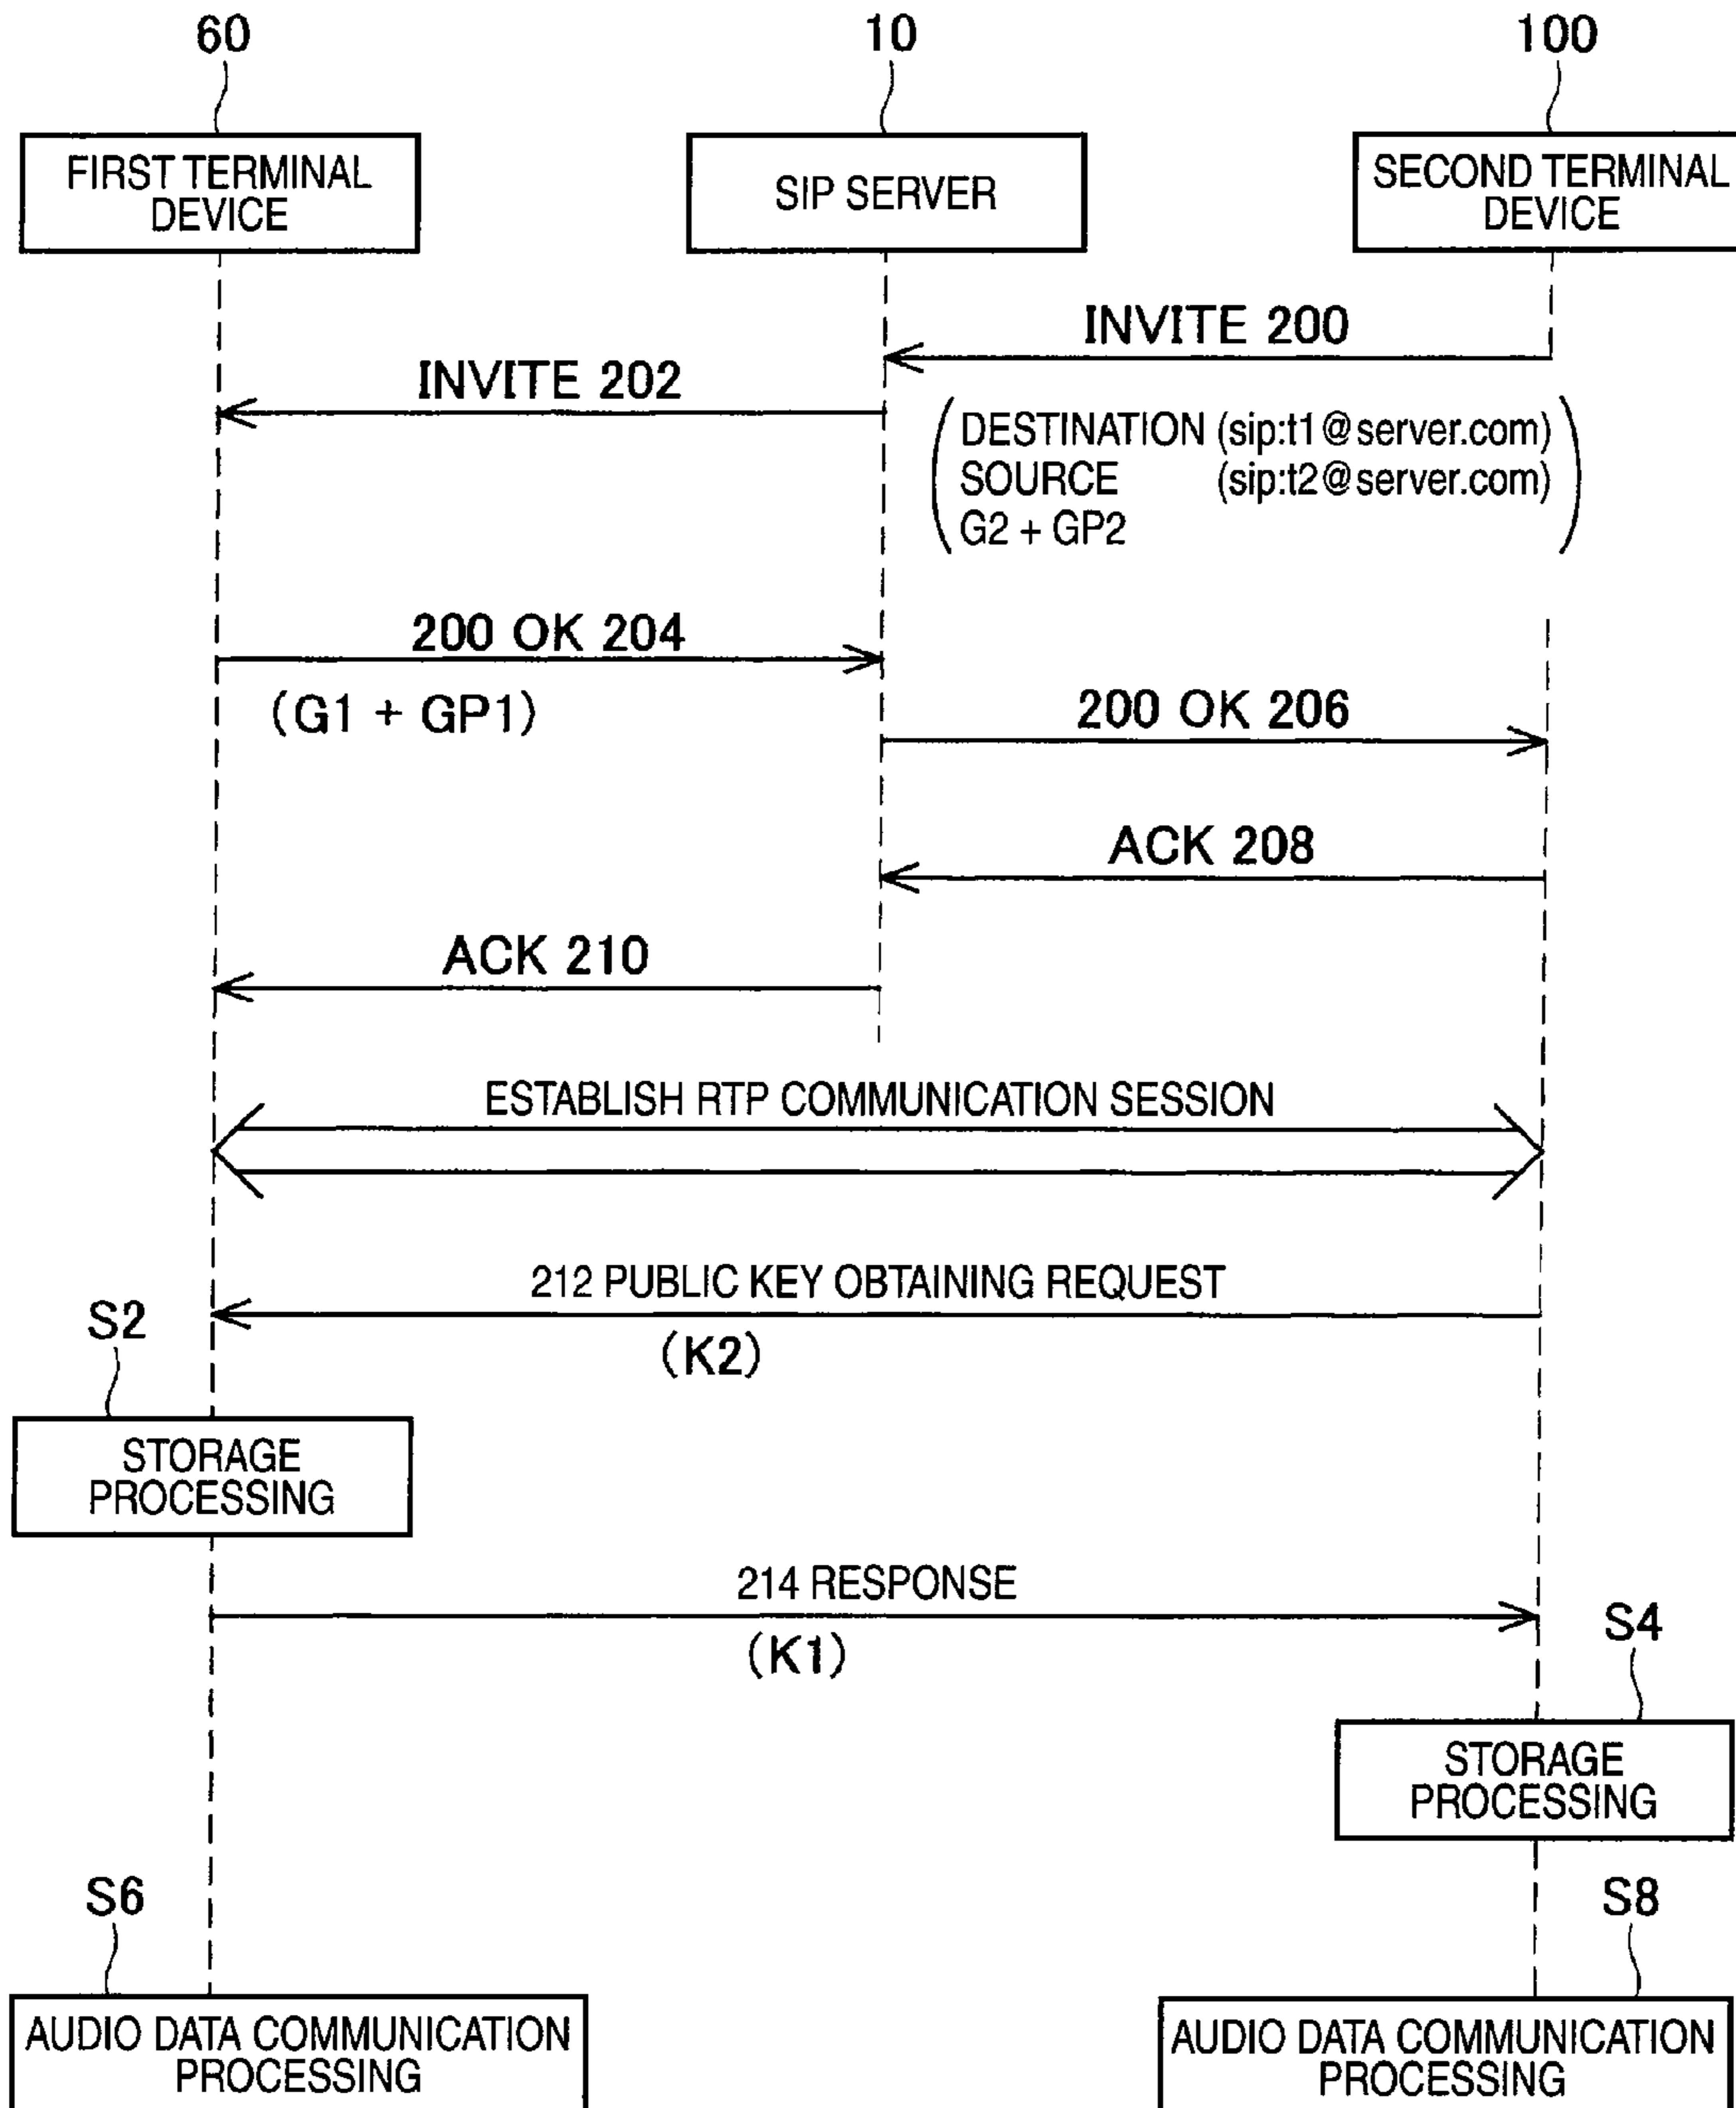 60
10
100
FIRST TERMINAL
DEVICE
SIP SERVER
SECOND TERMINAL
DEVICE
INVITE 200
INVITE 202
DESTINATION (sip:t1@server.com)
SOURCE (sip:t2@server.com)
G2 + GP2
200 OK 204
(G1 + GP1)
200 OK 206
ACK 208
ACK 210
ESTABLISH RTP COMMUNICATION SESSION
212 PUBLIC KEY OBTAINING REQUEST
(K2)
S2
STORAGE
PROCESSING
214 RESPONSE
(K1)
S4
STORAGE
PROCESSING
S6
S8
AUDIO DATA COMMUNICATION
PROCESSING
AUDIO DATA COMMUNICATION
PROCESSING